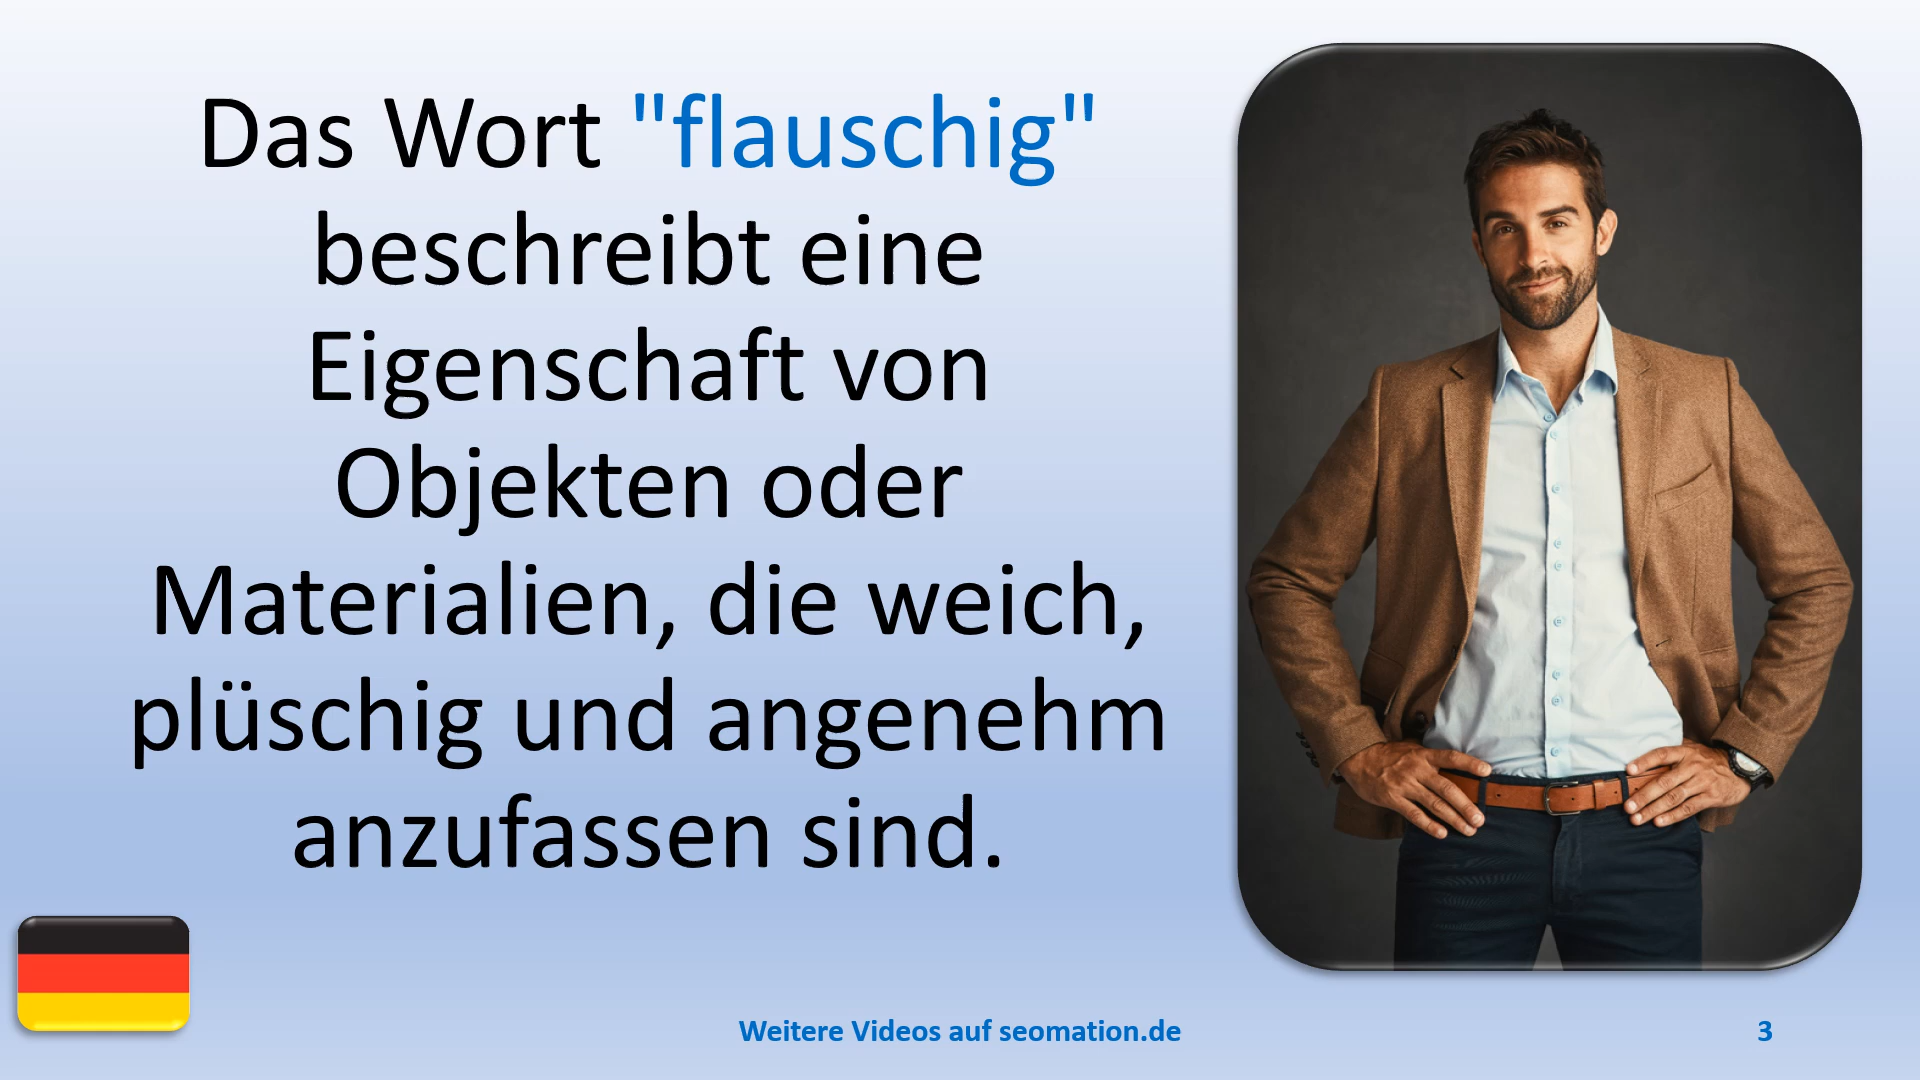 Das Wort "flauschig"
beschreibt eine
Eigenschaft von
Objekten oder
Materialien, die weich,
plüschig und angenehm
anzufassen sind.
Weitere Videos auf seomation.de
3